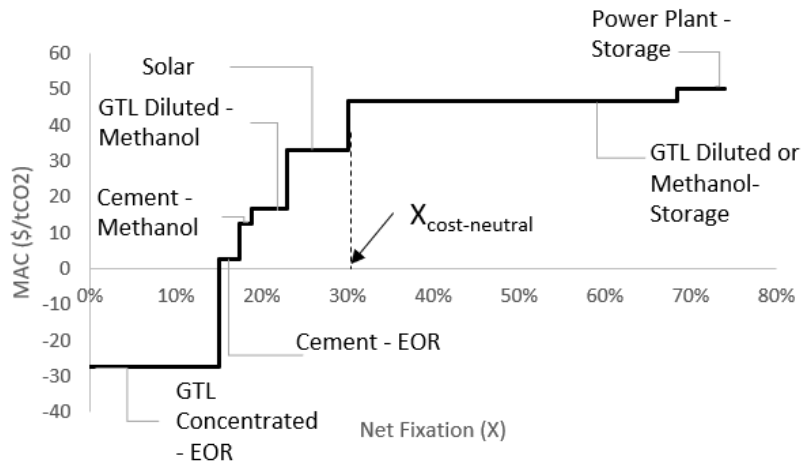 Power Plant -
Storage
60
50
40
30
20
10
0
-10
-20
-30
-40
MAC ($/tCO2)
Solar
GTL Diluted -
Methanol
Cement -
Methanol
GTL Diluted or
Methanol-
Storage
Xcost-neutral
0% 10% 20% 30% 40% 50% 60% 70% 80%
Cement - EOR
GTL
Concentrated
- EOR
Net Fixation (X)